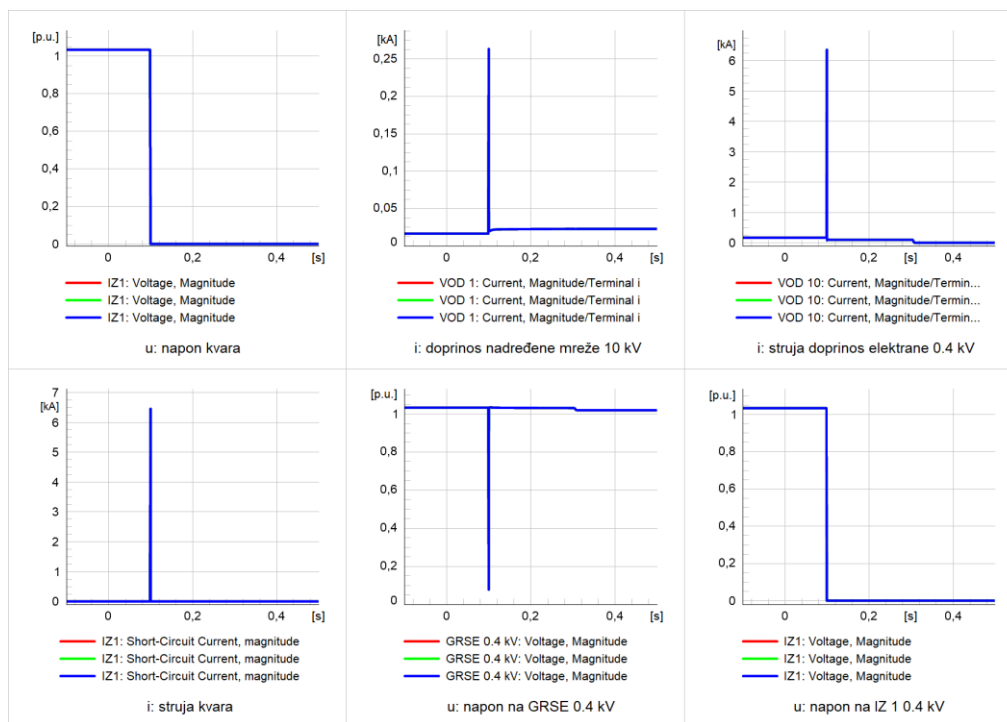 [p.u.]
1
0,8
0,6
0,4
0,2
0
0 0,2 0,4 [s]
IZ1: Voltage, Magnitude
IZ1: Voltage, Magnitude
IZ1: Voltage, Magnitude
u: napon kvara
[kA]
0,25
0,2
0,15
0,1
0,05
0
0 0,2 0,4 [s]
VOD 1: Current, Magnitude/Terminal i
VOD 1: Current, Magnitude/Terminal i
VOD 1: Current, Magnitude/Terminal i
i: doprinos nadređene mreže 10 kV
[kA]
6
5
4
3
2
1
0
0 0,2 [s] 0,4
VOD 10: Current, Magnitude/Termin...
VOD 10: Current, Magnitude/Termin...
VOD 10: Current, Magnitude/Termin...
i: struja doprinos elektrane 0.4 kV
7
[kA]
6
5
4
3
2
1
0
0 0,2 0,4 [s]
IZ1: Short-Circuit Current, magnitude
IZ1: Short-Circuit Current, magnitude
IZ1: Short-Circuit Current, magnitude
i: struja kvara
[p.u.]
1
0,8
0,6
0,4
0,2
0 0,2 0,4 [s]
GRSE 0.4 kV: Voltage, Magnitude
GRSE 0.4 kV: Voltage, Magnitude
GRSE 0.4 kV: Voltage, Magnitude
u: napon na GRSE 0.4 kV
[p.u.]
1
0,8
0,6
0,4
0,2
0
0 0,2 [s] 0,4
IZ1: Voltage, Magnitude
IZ1: Voltage, Magnitude
IZ1: Voltage, Magnitude
u: napon na IZ 1 0.4 kV